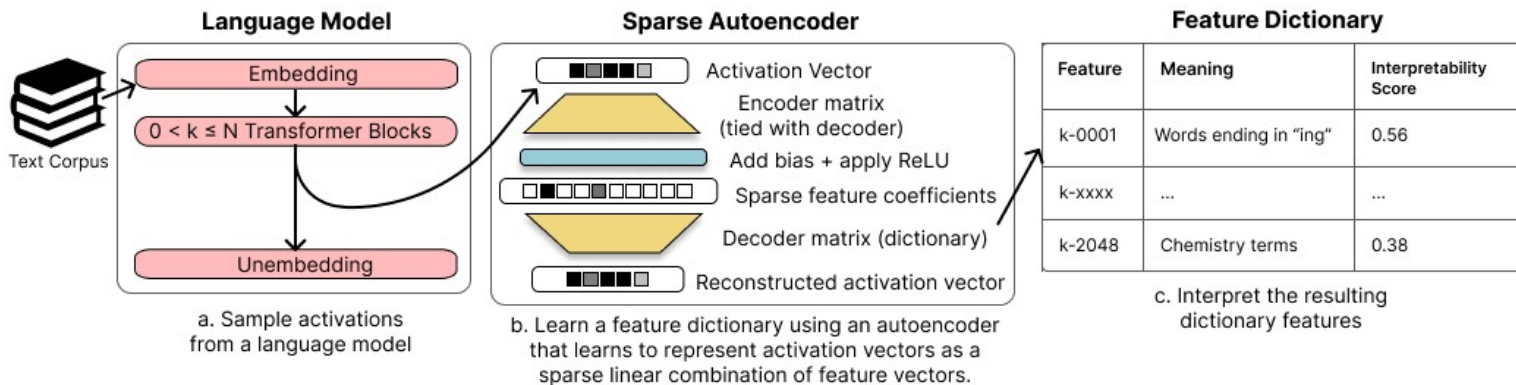 Language Model
Text Corpus
Embedding
0 < k ≤ N Transformer Blocks
Unembedding
a. Sample activations
from a language model
Sparse Autoencoder
Activation Vector
Encoder matrix
(tied with decoder)
Add bias + apply ReLU
Sparse feature coefficients
Decoder matrix (dictionary)
Reconstructed activation vector
b. Learn a feature dictionary using an autoencoder
that learns to represent activation vectors as a
sparse linear combination of feature vectors.
Feature Dictionary
Feature Meaning Interpretability
Score
k-0001 Words ending in “ing“ 0.56
k-xxxx ... ...
k-2048 Chemistry terms 0.38
c. Interpret the resulting
dictionary features